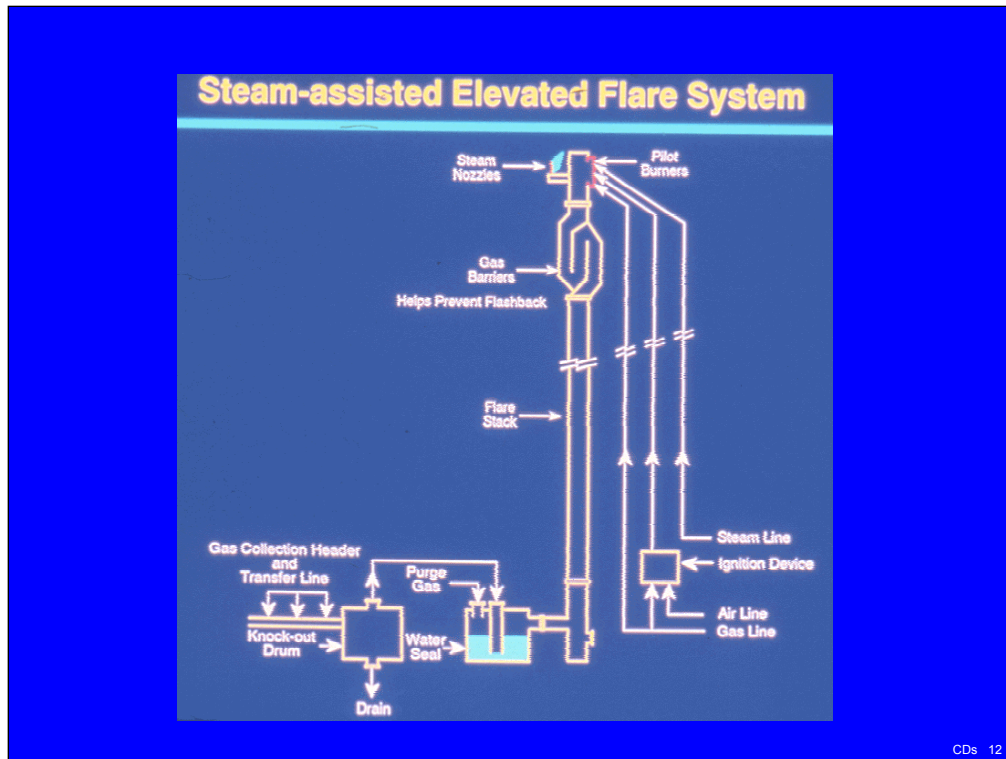 Steam-assisted Elevated Flare System
Steam
Nozzles
Pilot
Burners
Gas
Barriers
Helps Prevent Flashback
Flare
Stack
Steam Line
Ignition Device
Air Line
Gas Line
Gas Collection Header
and
Transfer Line
Purge
Gas
Knock-out
Drum
Water
Seal
Drain
CDs 12